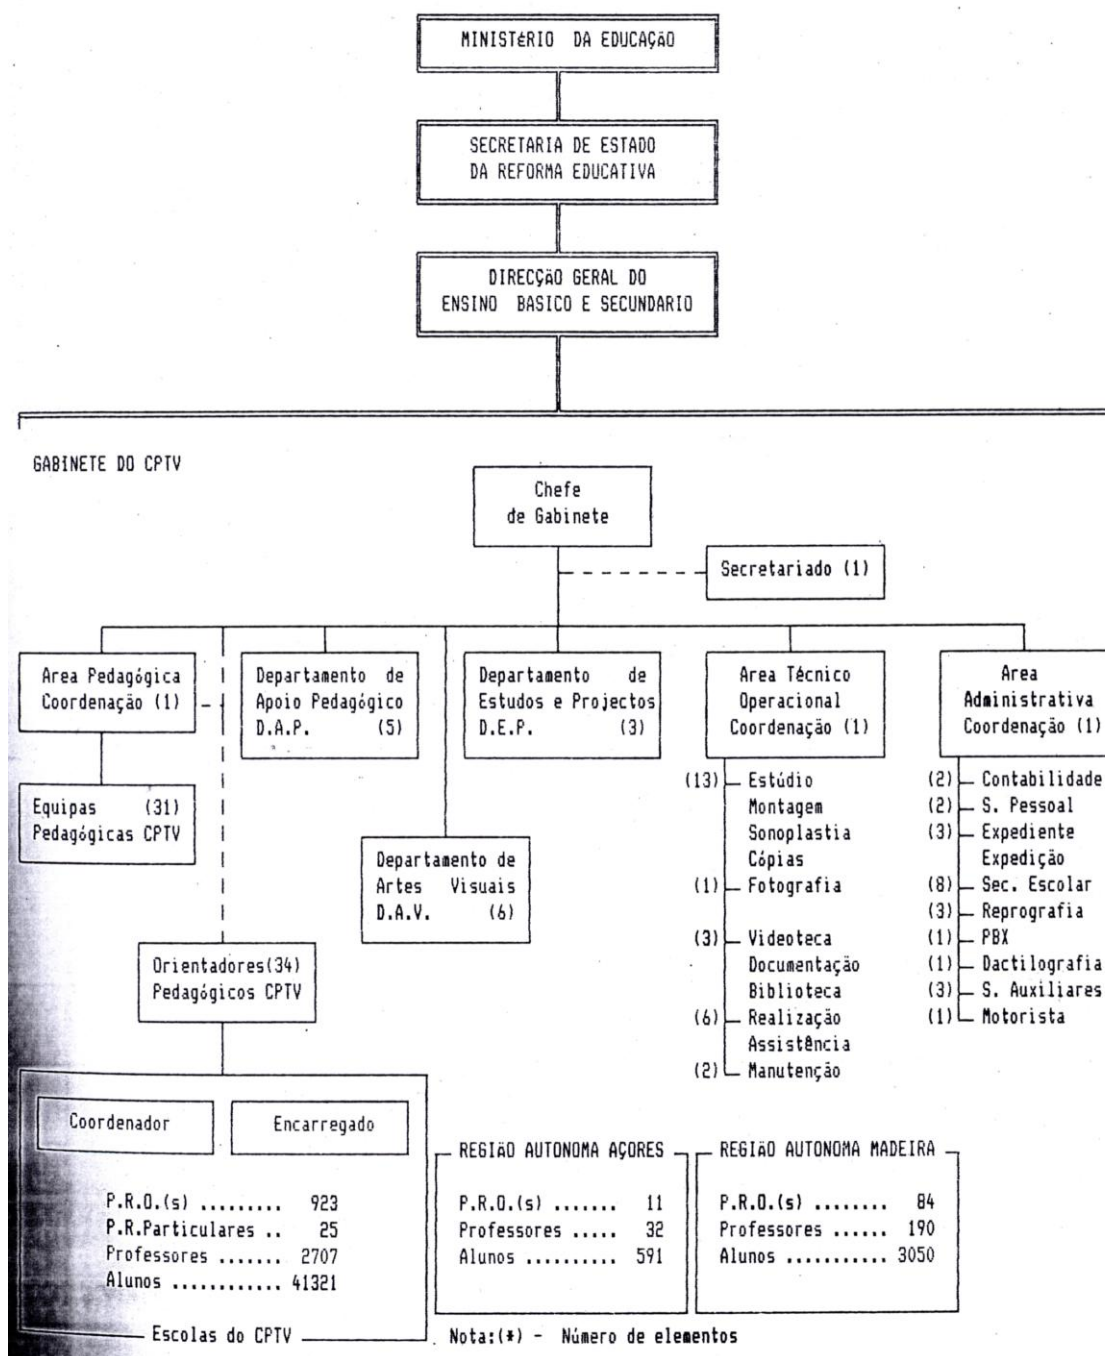 MINISTÉRIO DA EDUCAÇÃO
SECRETARIA DE ESTADO
DA REFORMA EDUCATIVA
DIRECÇÃO GERAL DO
ENSINO BASICO E SECUNDARIO
GABINETE DO CPTV
Chefe
de Gabinete
Secretariado (1)
Area Pedagógica
Coordenação (1)
Departamento de
Apoio Pedagógico
D.A.P. (5)
Departamento de
Estudos e Projectos
D.E.P. (3)
Area Técnico
Operacional
Coordenação (1)
Area
Administrativa
Coordenação (1)
Equipas (31)
Pedagógicas CPTV
Departamento de
Artes Visuais
D.A.V. (6)
(13) Estúdio
Montagem
Sonoplastia
Cópias
(1) Fotografia
(3) Videoteca
Documentação
Biblioteca
(6) Realização
Assistência
(2) Manutenção
(2) Contabilidade
(2) S. Pessoal
(3) Expediente
Expedição
(8) Sec. Escolar
(3) Reprografia
(1) PBX
(1) Dactilografia
(3) S. Auxiliares
(1) Motorista
Orientadores(34)
Pedagógicos CPTV
Coordenador
Encarregado
P.R.O.(s) ......... 923
P.R.Particulares .. 25
Professores ....... 2707
Alunos ............ 41321
Escolas do CPTV
REGIÃO AUTONOMA AÇORES
P.R.O.(s) ....... 11
Professores ..... 32
Alunos .......... 591
REGIÃO AUTONOMA MADEIRA
P.R.O.(s) ........ 84
Professores ...... 190
Alunos ........... 3050
Nota:(*) - Número de elementos